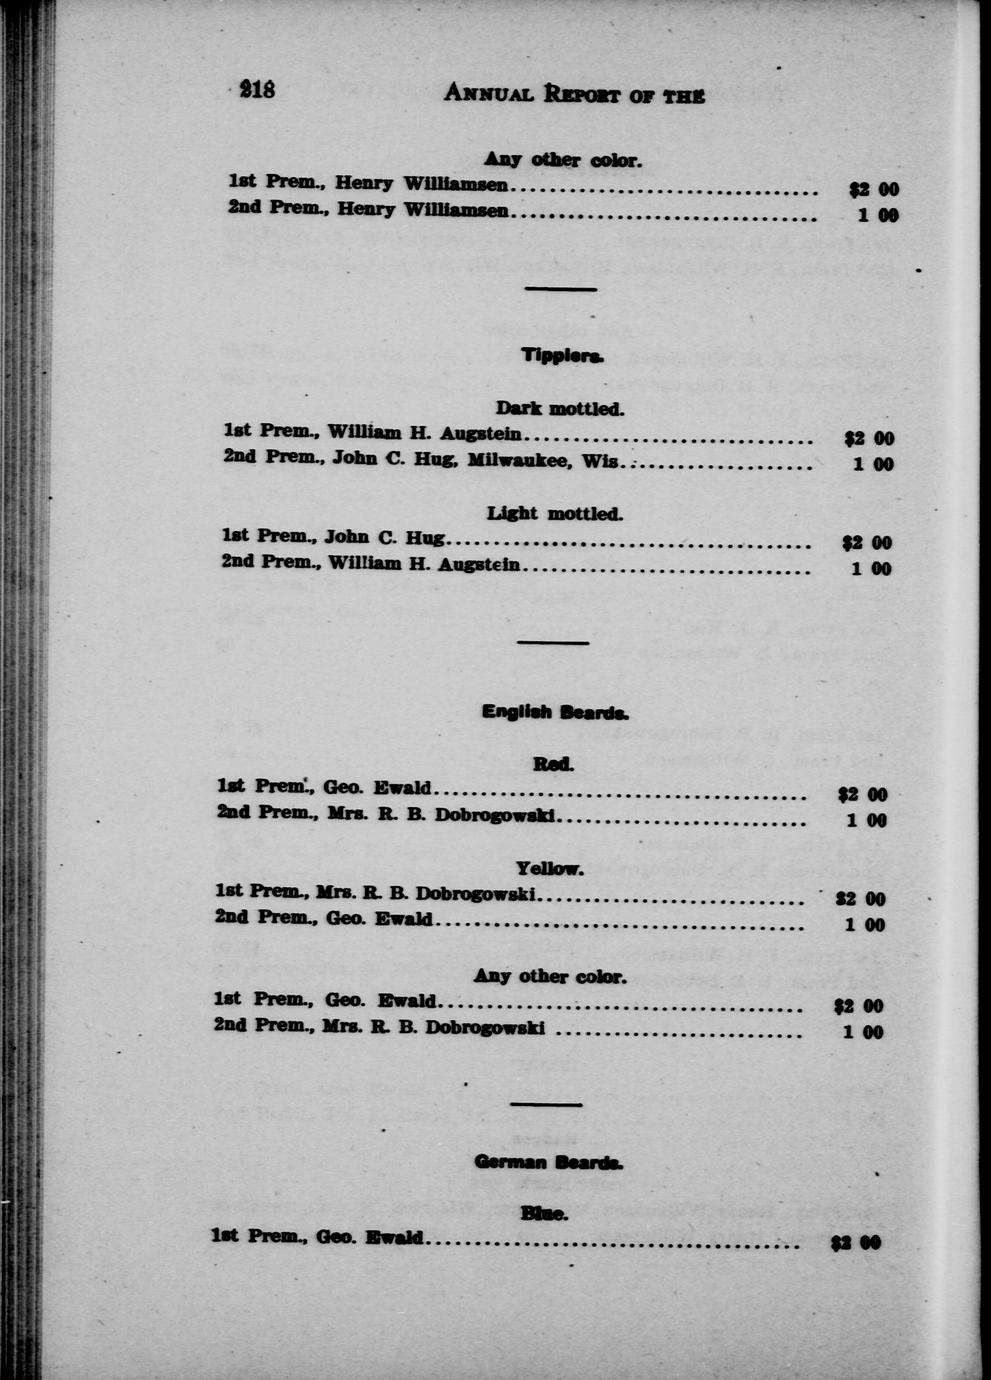 218 ANNUAL REPORT OF THE
Any other color.
1st Prem., Henry Williamsen................................ $2 00
2nd Prem., Henry Williamsen................................ 1 00
Tipplers.
Dark mottled.
1st Prem., William H. Augstein.............................. $2 00
2nd Prem., John C. Hug, Milwaukee, Wis.................... 1 00
Light mottled.
1st Prem., John C. Hug...................................... $2 00
2nd Prem., William H. Augstein.............................. 1 00
English Beards.
Red.
1st Prem., Geo. Ewald....................................... $2 00
2nd Prem., Mrs. R. B. Dobrogowski.......................... 1 00
Yellow.
1st Prem., Mrs. R. B. Dobrogowski............................ $2 00
2nd Prem., Geo. Ewald...................................... 1 00
Any other color.
1st Prem., Geo. Ewald...................................... $2 00
2nd Prem., Mrs. R. B. Dobrogowski .......................... 1 00
German Beards.
Blue.
1st Prem., Geo. Ewald....................................... $2 00